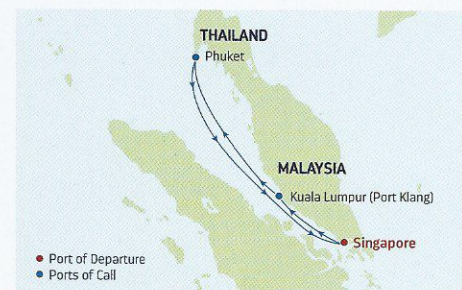 THAILAND
Phuket
MALAYSIA
Kuala Lumpur (Port Klang)
Singapore
Port of Departure
Ports of Call